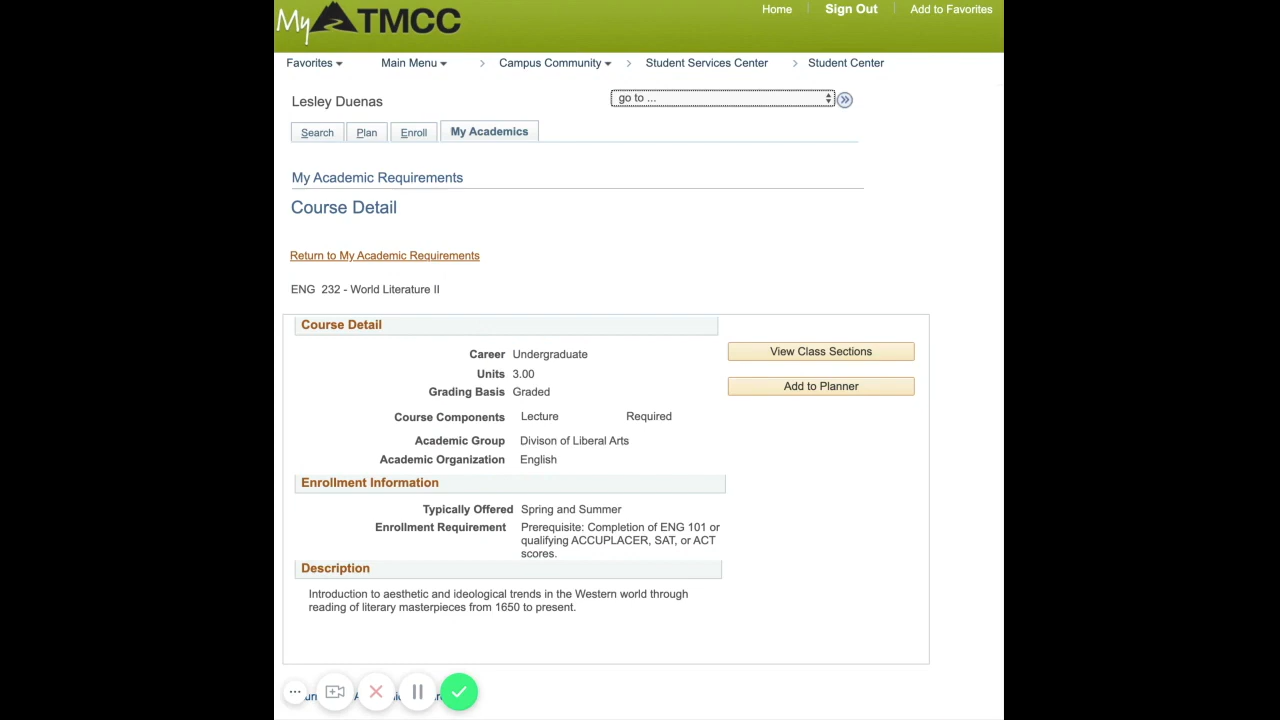 My TMCC
Home Sign Out Add to Favorites
Favorites Main Menu > Campus Community > Student Services Center > Student Center
Lesley Duenas
go to ...
Search Plan Enroll My Academics
My Academic Requirements
Course Detail
Return to My Academic Requirements
ENG 232 - World Literature II
Course Detail
View Class Sections
Career Undergraduate
Units 3.00
Add to Planner
Grading Basis Graded
Course Components Lecture Required
Academic Group Divison of Liberal Arts
Academic Organization English
Enrollment Information
Typically Offered Spring and Summer
Enrollment Requirement Prerequisite: Completion of ENG 101 or
qualifying ACCUPLACER, SAT, or ACT
scores.
Description
Introduction to aesthetic and ideological trends in the Western world through
reading of literary masterpieces from 1650 to present.